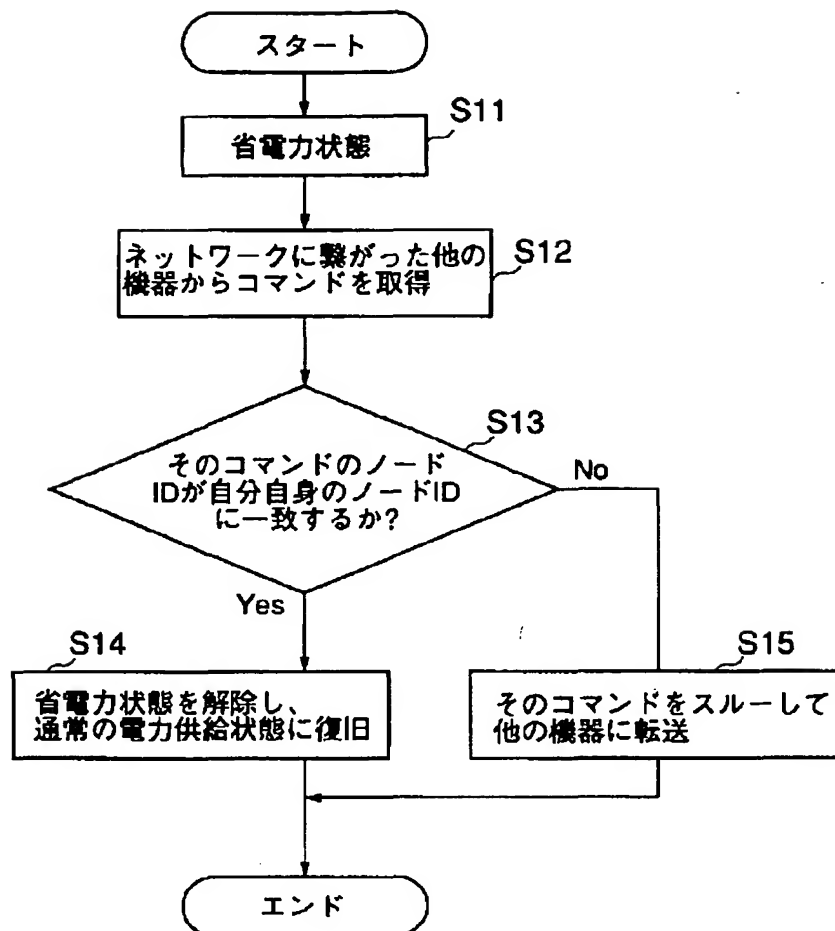 スタート
S11
省電力状態
S12
ネットワークに繋がった他の
機器からコマンドを取得
S13
そのコマンドのノード
IDが自分自身のノードID
に一致するか?
No
Yes
S14
省電力状態を解除し、
通常の電力供給状態に復旧
S15
そのコマンドをスルーして
他の機器に転送
エンド